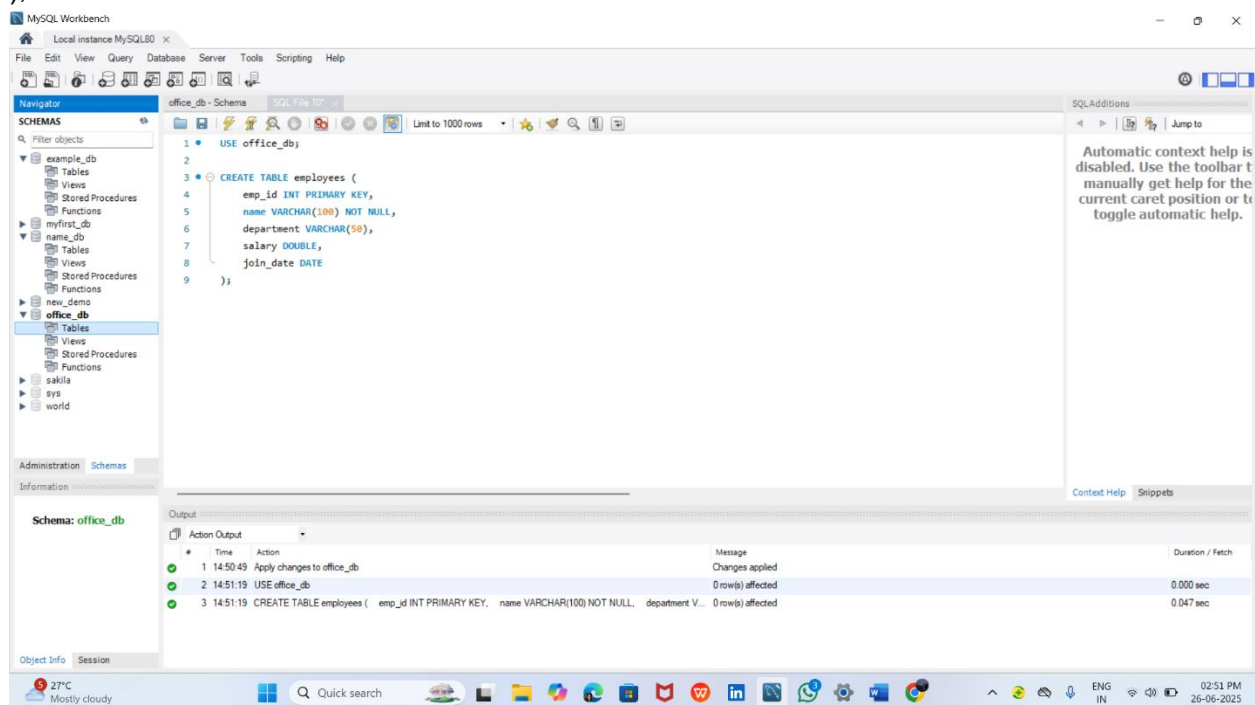 );
MySQL Workbench
Local instance MySQL80
File Edit View Query Database Server Tools Scripting Help
Navigator
SCHEMAS
Filter objects
example_db
Tables
Views
Stored Procedures
Functions
myfirst_db
name_db
Tables
Views
Stored Procedures
Functions
new_demo
office_db
Tables
Views
Stored Procedures
Functions
sakila
sys
world
Administration Schemas
Information
Schema: office_db
Object Info Session
office_db - Schema SQL File 10*
Limit to 1000 rows
1 USE office_db;
2
3 CREATE TABLE employees (
4 emp_id INT PRIMARY KEY,
5 name VARCHAR(100) NOT NULL,
6 department VARCHAR(50),
7 salary DOUBLE,
8 join_date DATE
9 );
SQLAdditions
Jump to
Automatic context help is
disabled. Use the toolbar t
manually get help for the
current caret position or to
toggle automatic help.
Context Help Snippets
Output
Action Output
# Time Action Message Duration / Fetch
1 14:50:49 Apply changes to office_db Changes applied
2 14:51:19 USE office_db 0 row(s) affected 0.000 sec
3 14:51:19 CREATE TABLE employees ( emp_id INT PRIMARY KEY, name VARCHAR(100) NOT NULL, department V... 0 row(s) affected 0.047 sec
5
27°C
Mostly cloudy
Quick search
3
ENG
IN
02:51 PM
26-06-2025